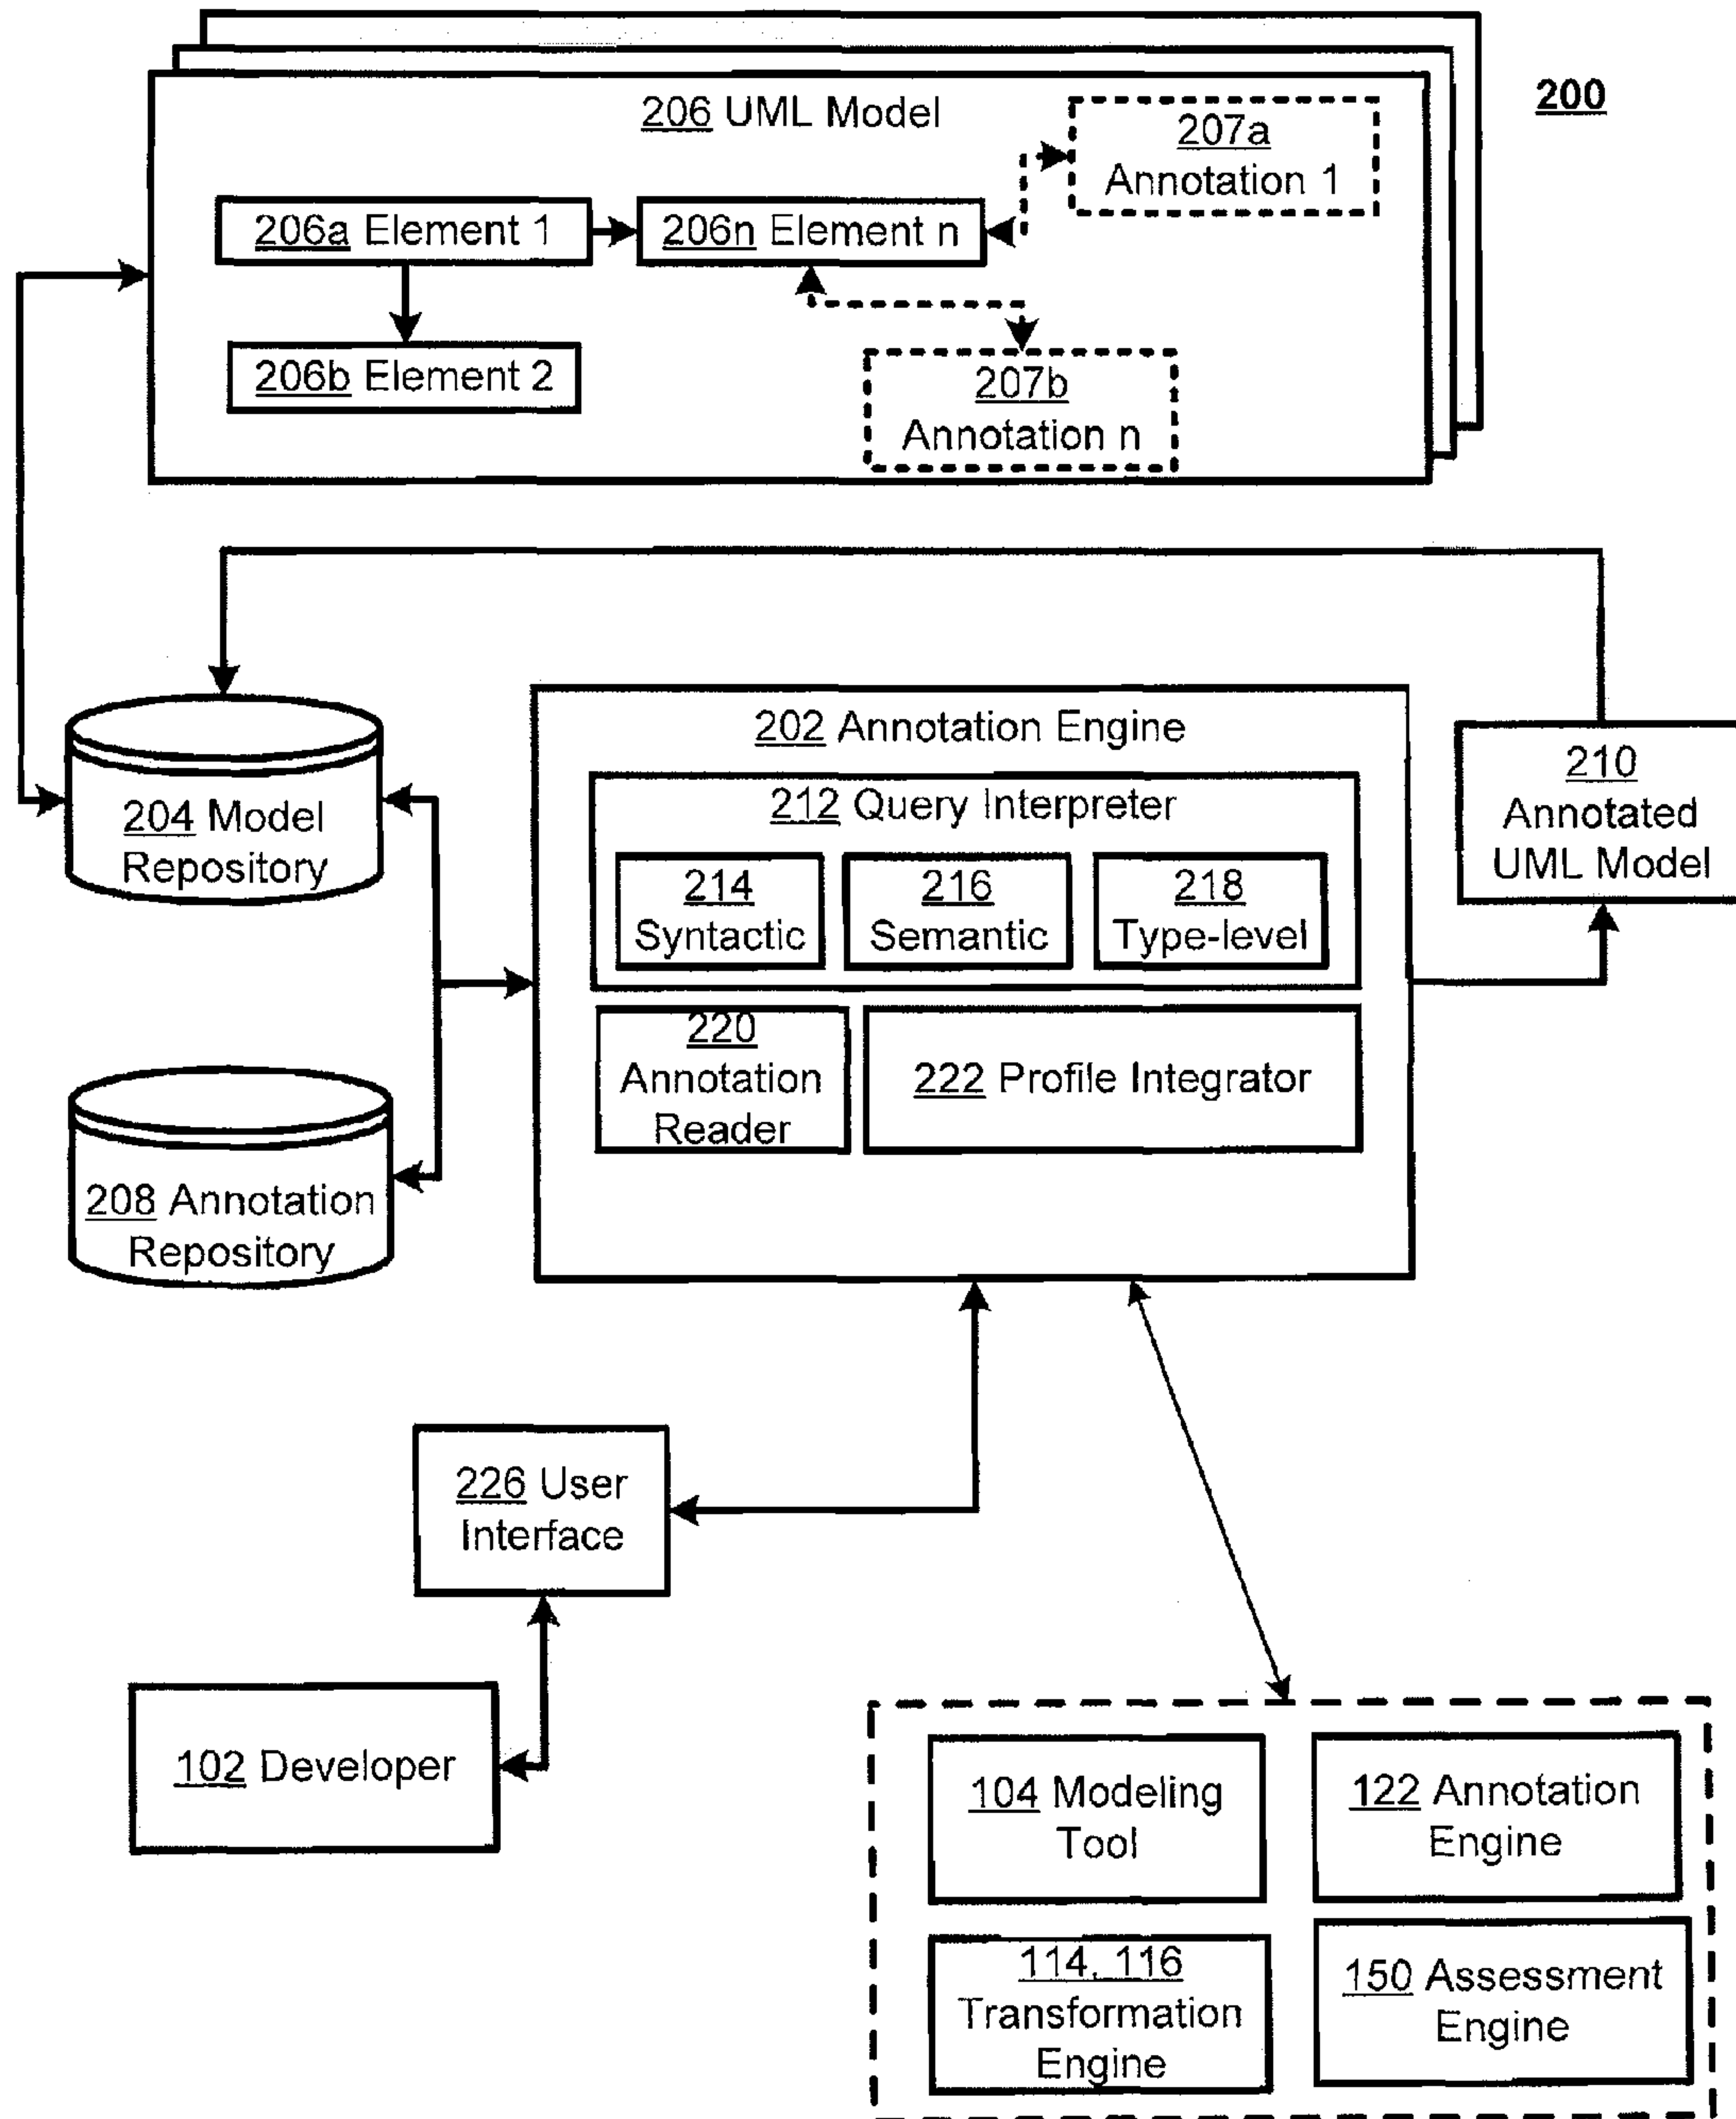 200
206 UML Model
207a
Annotation 1
206a Element 1
206n Element n
206b Element 2
207b
Annotation n
202 Annotation Engine
212 Query Interpreter
214
Syntactic
216
Semantic
218
Type-level
220
Annotation
Reader
222 Profile Integrator
204 Model
Repository
208 Annotation
Repository
210
Annotated
UML Model
226 User
Interface
102 Developer
104 Modeling
Tool
122 Annotation
Engine
114, 116
Transformation
Engine
150 Assessment
Engine